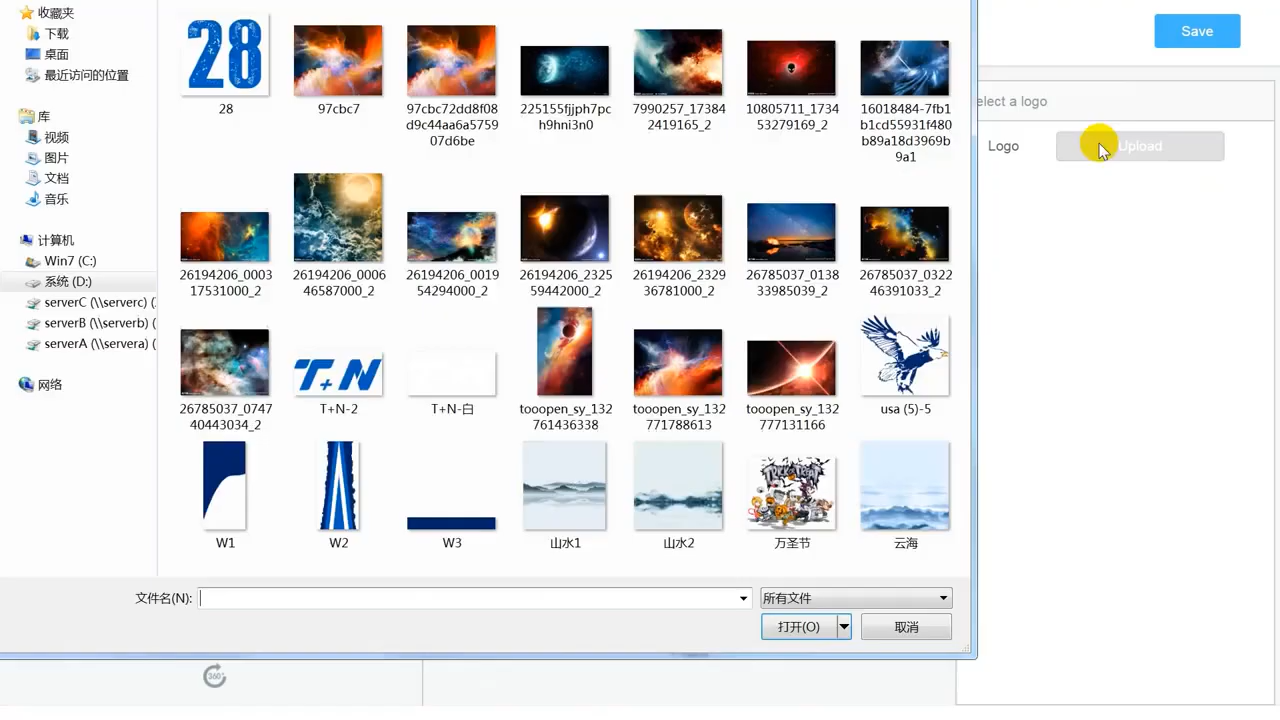 收藏夹
下载
桌面
最近访问的位置
库
视频
图片
文档
音乐
计算机
Win7 (C:)
系统 (D:)
serverC (\\serverc) (
serverB (\\serverb) (
serverA (\\servera) (
网络
28
28
97cbc7
97cbc72dd8f08
d9c44aa6a5759
07d6be
225155fjjph7pc
h9hni3n0
7990257_17384
2419165_2
10805711_1734
53279169_2
16018484-7fb1
b1cd55931f480
b89a18d3969b
9a1
26194206_0003
17531000_2
26194206_0006
46587000_2
26194206_0019
54294000_2
26194206_2325
59442000_2
26194206_2329
36781000_2
26785037_0138
33985039_2
26785037_0322
46391033_2
T+N
26785037_0747
40443034_2
T+N-2
T+N-白
tooopen_sy_132
761436338
tooopen_sy_132
771788613
tooopen_sy_132
777131166
usa (5)-5
W1
W2
W3
山水1
山水2
万圣节
云海
文件名(N):
所有文件
打开(O)
取消
Save
elect a logo
Logo
Upload
360°